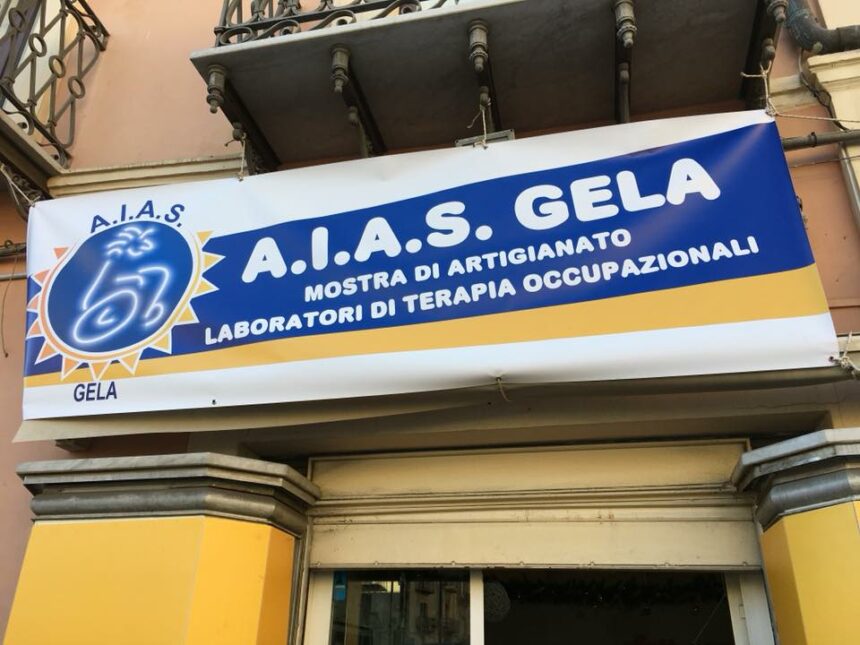 A.I.A.S.
GELA
A.I.A.S. GELA
MOSTRA DI ARTIGIANATO
LABORATORI DI TERAPIA OCCUPAZIONALI